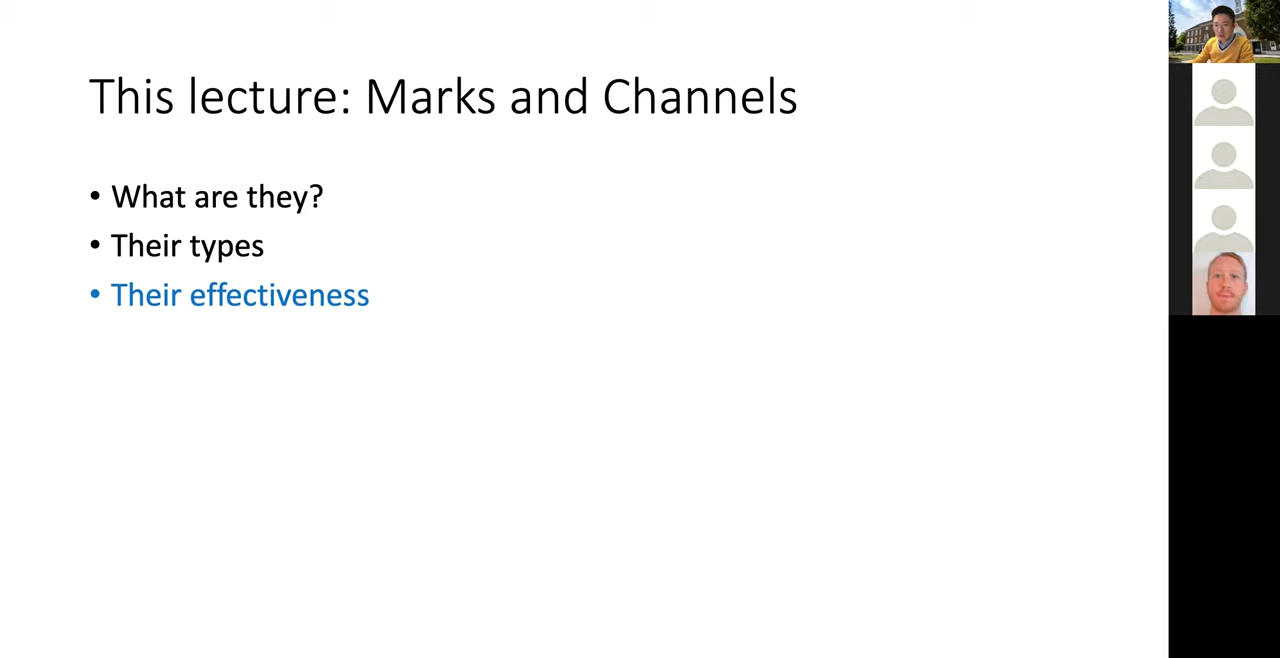 This lecture: Marks and Channels
• What are they?
• Their types
• Their effectiveness